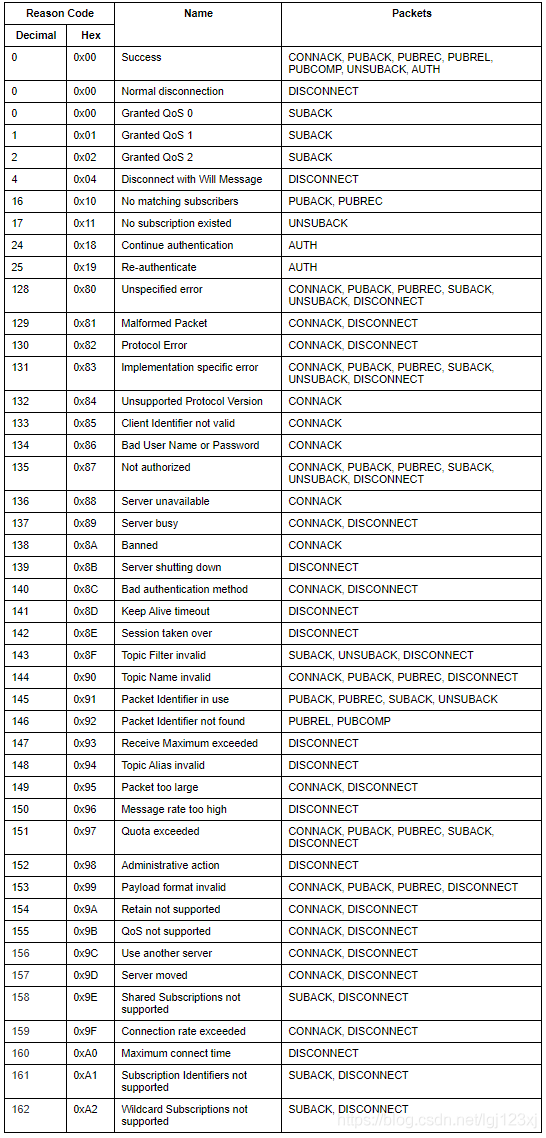 Reason Code Name Packets
Decimal Hex
0 0x00 Success CONNACK, PUBACK, PUBREC, PUBREL,
PUBCOMP, UNSUBACK, AUTH
0 0x00 Normal disconnection DISCONNECT
0 0x00 Granted QoS 0 SUBACK
1 0x01 Granted QoS 1 SUBACK
2 0x02 Granted QoS 2 SUBACK
4 0x04 Disconnect with Will Message DISCONNECT
16 0x10 No matching subscribers PUBACK, PUBREC
17 0x11 No subscription existed UNSUBACK
24 0x18 Continue authentication AUTH
25 0x19 Re-authenticate AUTH
128 0x80 Unspecified error CONNACK, PUBACK, PUBREC, SUBACK,
UNSUBACK, DISCONNECT
129 0x81 Malformed Packet CONNACK, DISCONNECT
130 0x82 Protocol Error CONNACK, DISCONNECT
131 0x83 Implementation specific error CONNACK, PUBACK, PUBREC, SUBACK,
UNSUBACK, DISCONNECT
132 0x84 Unsupported Protocol Version CONNACK
133 0x85 Client Identifier not valid CONNACK
134 0x86 Bad User Name or Password CONNACK
135 0x87 Not authorized CONNACK, PUBACK, PUBREC, SUBACK,
UNSUBACK, DISCONNECT
136 0x88 Server unavailable CONNACK
137 0x89 Server busy CONNACK, DISCONNECT
138 0x8A Banned CONNACK
139 0x8B Server shutting down DISCONNECT
140 0x8C Bad authentication method CONNACK, DISCONNECT
141 0x8D Keep Alive timeout DISCONNECT
142 0x8E Session taken over DISCONNECT
143 0x8F Topic Filter invalid SUBACK, UNSUBACK, DISCONNECT
144 0x90 Topic Name invalid CONNACK, PUBACK, PUBREC, DISCONNECT
145 0x91 Packet Identifier in use PUBACK, PUBREC, SUBACK, UNSUBACK
146 0x92 Packet Identifier not found PUBREL, PUBCOMP
147 0x93 Receive Maximum exceeded DISCONNECT
148 0x94 Topic Alias invalid DISCONNECT
149 0x95 Packet too large CONNACK, DISCONNECT
150 0x96 Message rate too high DISCONNECT
151 0x97 Quota exceeded CONNACK, PUBACK, PUBREC, SUBACK,
DISCONNECT
152 0x98 Administrative action DISCONNECT
153 0x99 Payload format invalid CONNACK, PUBACK, PUBREC, DISCONNECT
154 0x9A Retain not supported CONNACK, DISCONNECT
155 0x9B QoS not supported CONNACK, DISCONNECT
156 0x9C Use another server CONNACK, DISCONNECT
157 0x9D Server moved CONNACK, DISCONNECT
158 0x9E Shared Subscriptions not SUBACK, DISCONNECT
supported
159 0x9F Connection rate exceeded CONNACK, DISCONNECT
160 0xA0 Maximum connect time DISCONNECT
161 0xA1 Subscription Identifiers not SUBACK, DISCONNECT
supported
162 0xA2 Wildcard Subscriptions not SUBACK, DISCONNECT
supported
https://blog.csdn.net/lgj123xj